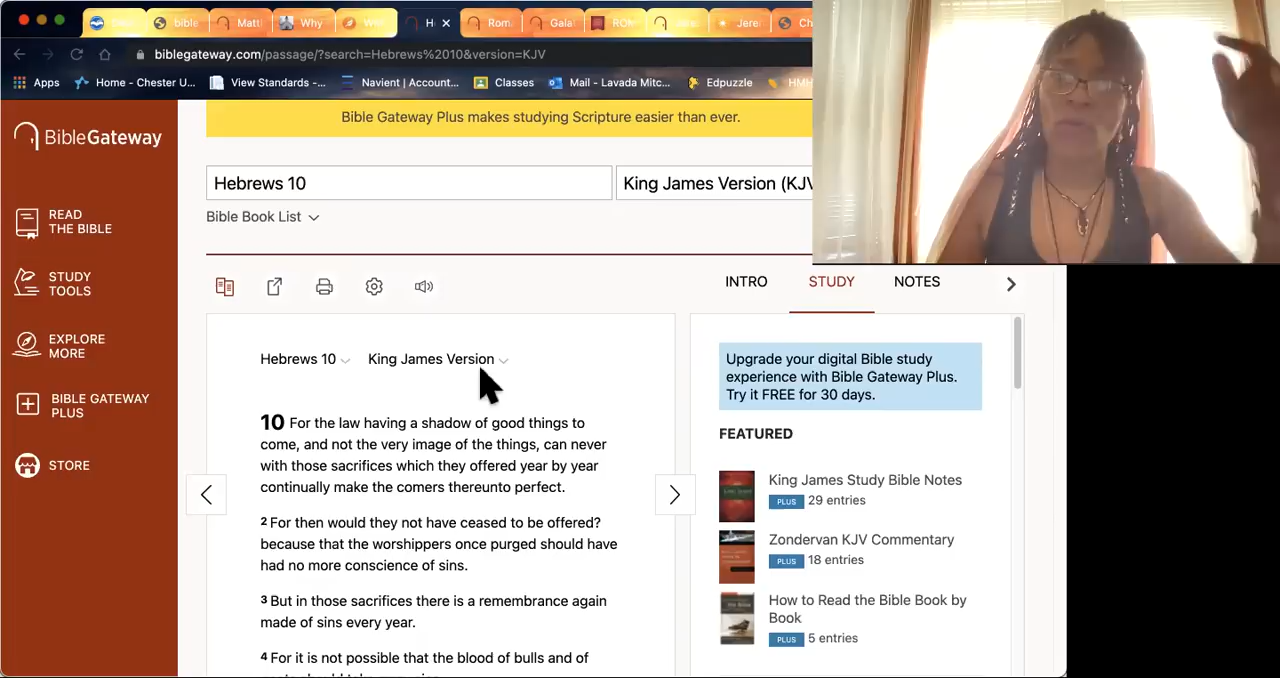 bible
Matt
Why
H
Rom
Gala
ROM
Jerei
Ch
biblegateway.com/passage/?search=Hebrews%2010&version=KJV
Apps
Home - Chester U...
View Standards -...
Navient | Account...
Classes
Mail - Lavada Mitc...
Edpuzzle
HMH
Bible Gateway Plus makes studying Scripture easier than ever.
BibleGateway
Hebrews 10
King James Version (KJV
Bible Book List
READ
THE BIBLE
STUDY
TOOLS
EXPLORE
MORE
BIBLE GATEWAY
PLUS
STORE
INTRO
STUDY
NOTES
Hebrews 10
King James Version
10 For the law having a shadow of good things to
come, and not the very image of the things, can never
with those sacrifices which they offered year by year
continually make the comers thereunto perfect.
2 For then would they not have ceased to be offered?
because that the worshippers once purged should have
had no more conscience of sins.
3 But in those sacrifices there is a remembrance again
made of sins every year.
4 For it is not possible that the blood of bulls and of
Upgrade your digital Bible study
experience with Bible Gateway Plus.
Try it FREE for 30 days.
FEATURED
King James Study Bible Notes
PLUS 29 entries
Zondervan KJV Commentary
PLUS 18 entries
How to Read the Bible Book by
Book
PLUS 5 entries